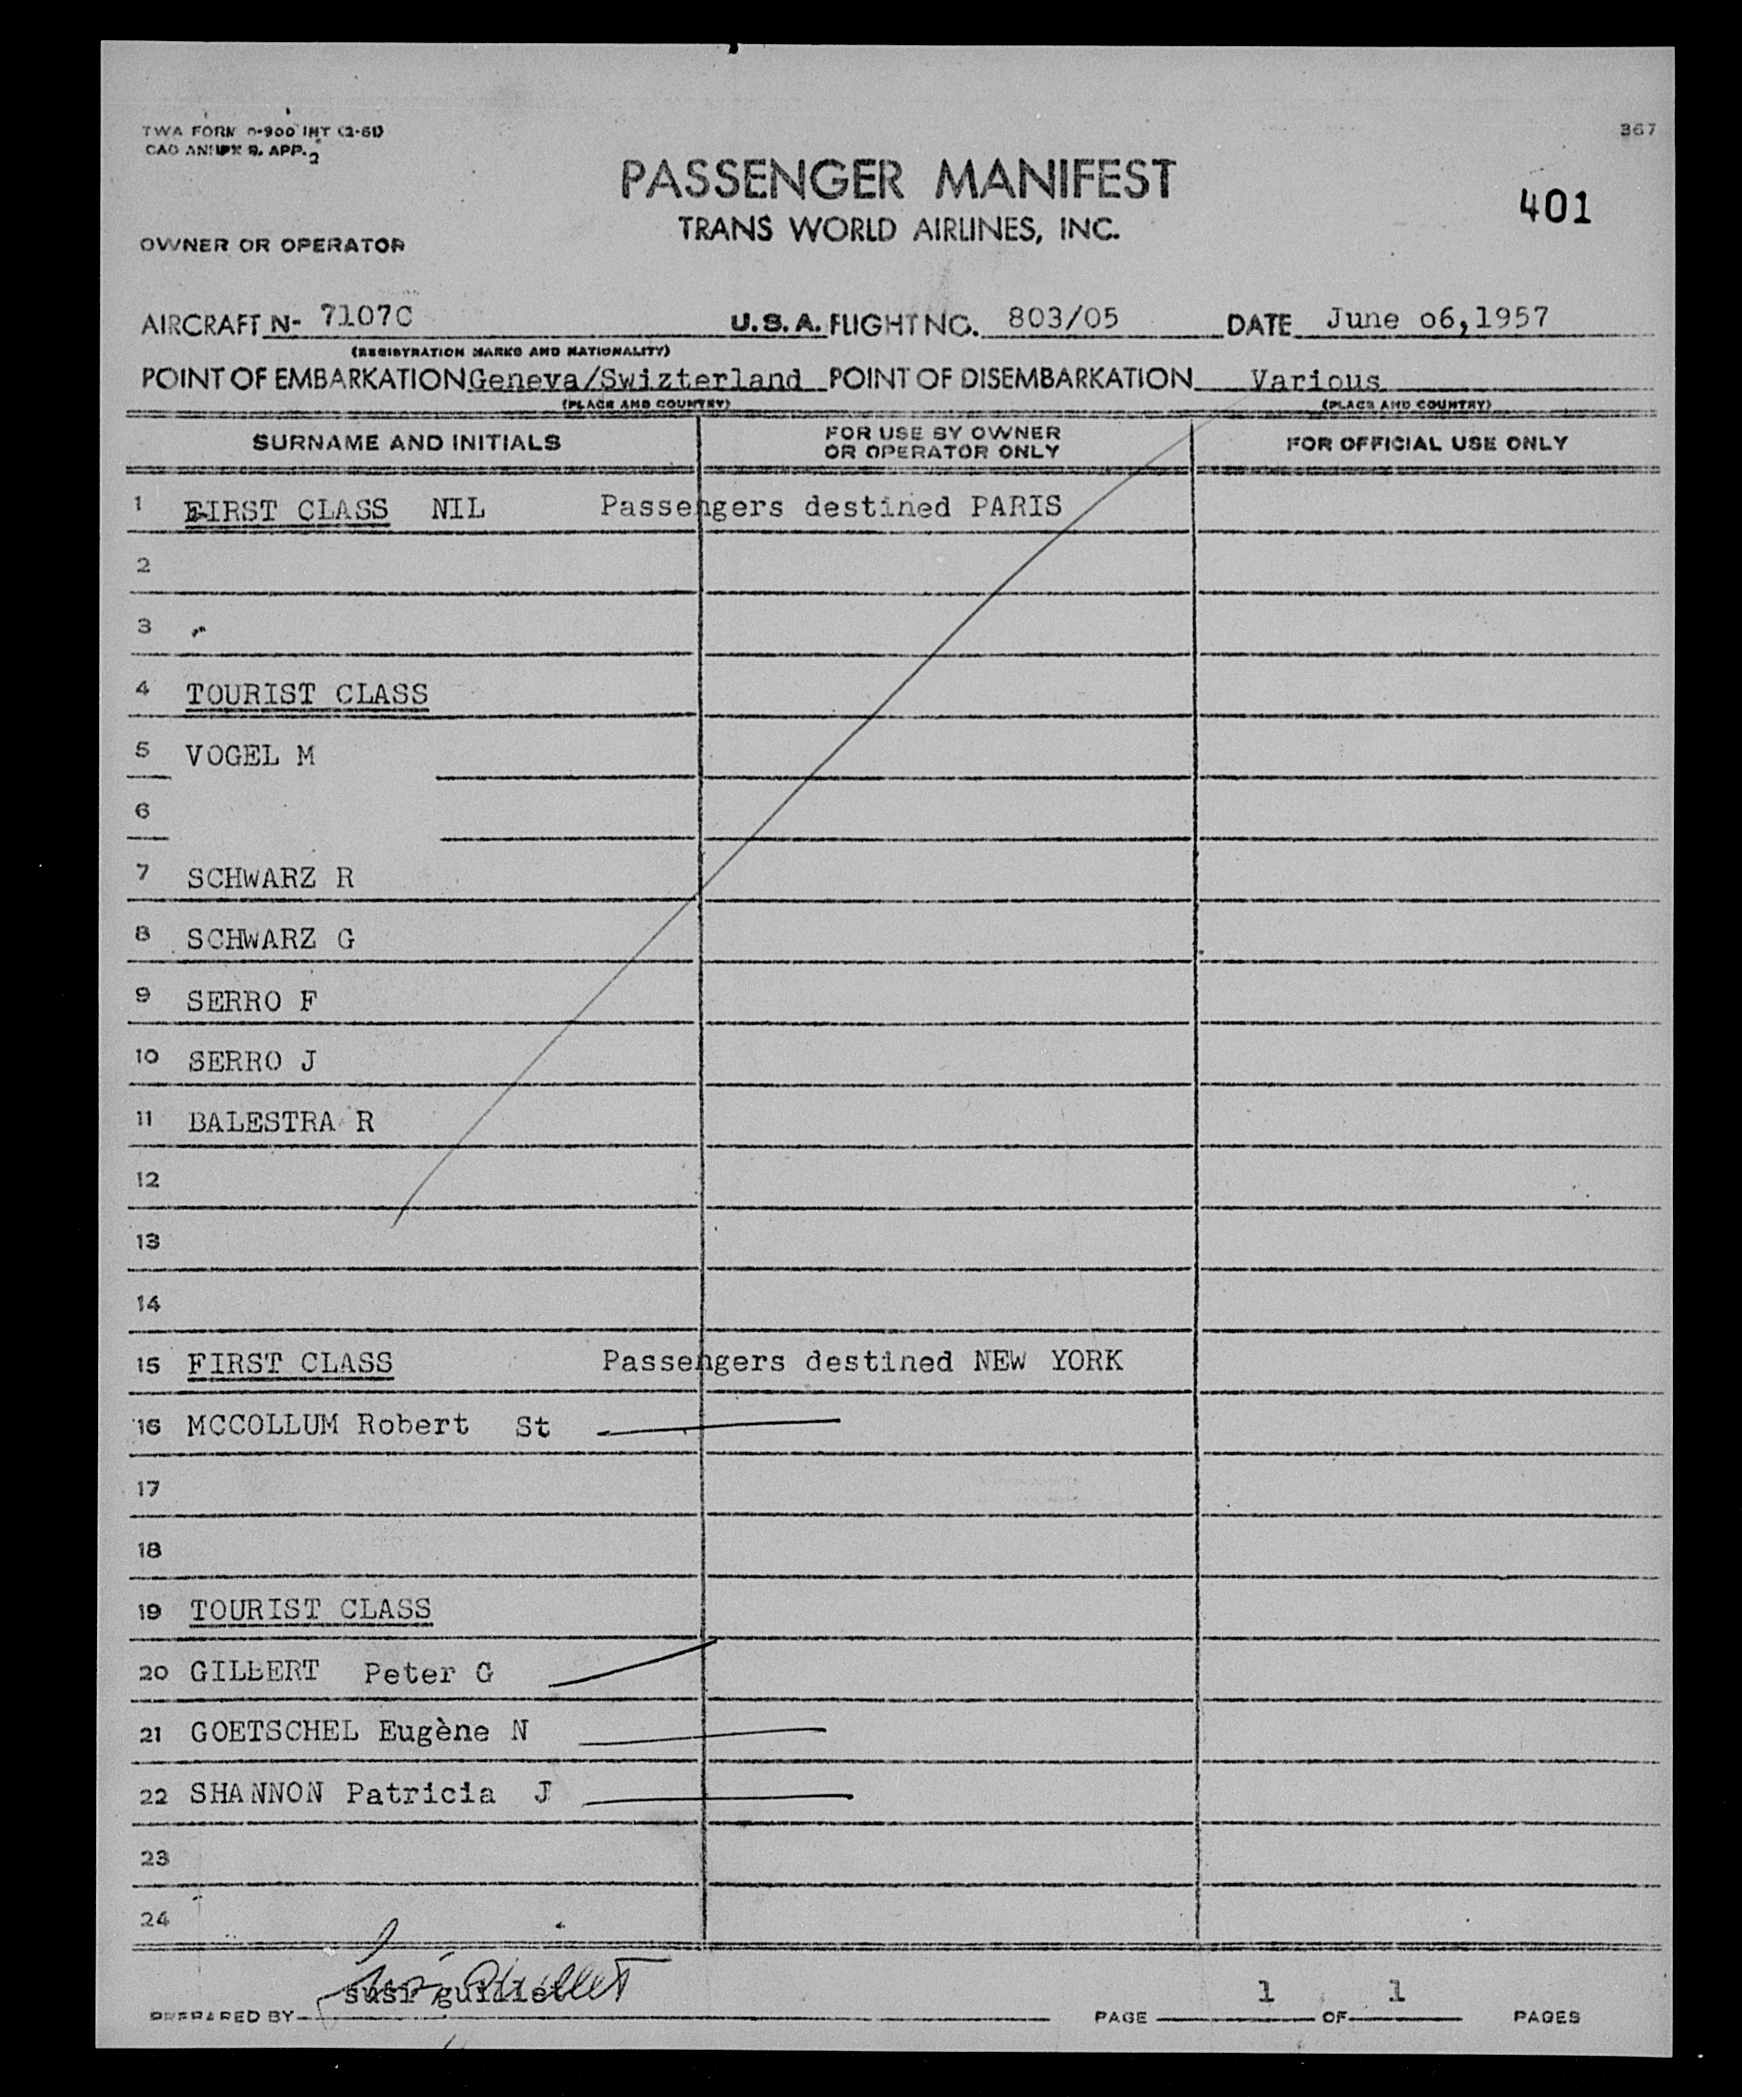 TWA FORM O-900 INT (2-51)
367
CAO ANNEX 9. APP. 2
PASSENGER MANIFEST
401
TRANS WORLD AIRLINES, INC.
OWNER OR OPERATOR
AIRCRAFT N- 7107C U.S.A. FLIGHT NO. 803/05 DATE June o6,1957
(REGISTRATION MARKS AND NATIONALITY)
POINT OF EMBARKATION Geneva/Swizterland POINT OF DISEMBARKATION Various
(PLACE AND COUNTRY) (PLACE AND COUNTRY)
SURNAME AND INITIALS
FOR USE BY OWNER
OR OPERATOR ONLY
FOR OFFICIAL USE ONLY
1 FIRST CLASS NIL Passengers destined PARIS
2
3
4 TOURIST CLASS
5 VOGEL M
6
7 SCHWARZ R
8 SCHWARZ G
9 SERRO F
10 SERRO J
11 BALESTRA R
12
13
14
15 FIRST CLASS Passengers destined NEW YORK
16 MCCOLLUM Robert St
17
18
19 TOURIST CLASS
20 GILBERT Peter G
21 GOETSCHEL Eugène N
22 SHANNON Patricia J
23
24
PREPARED BY susi PAGE 1 OF 1 PAGES